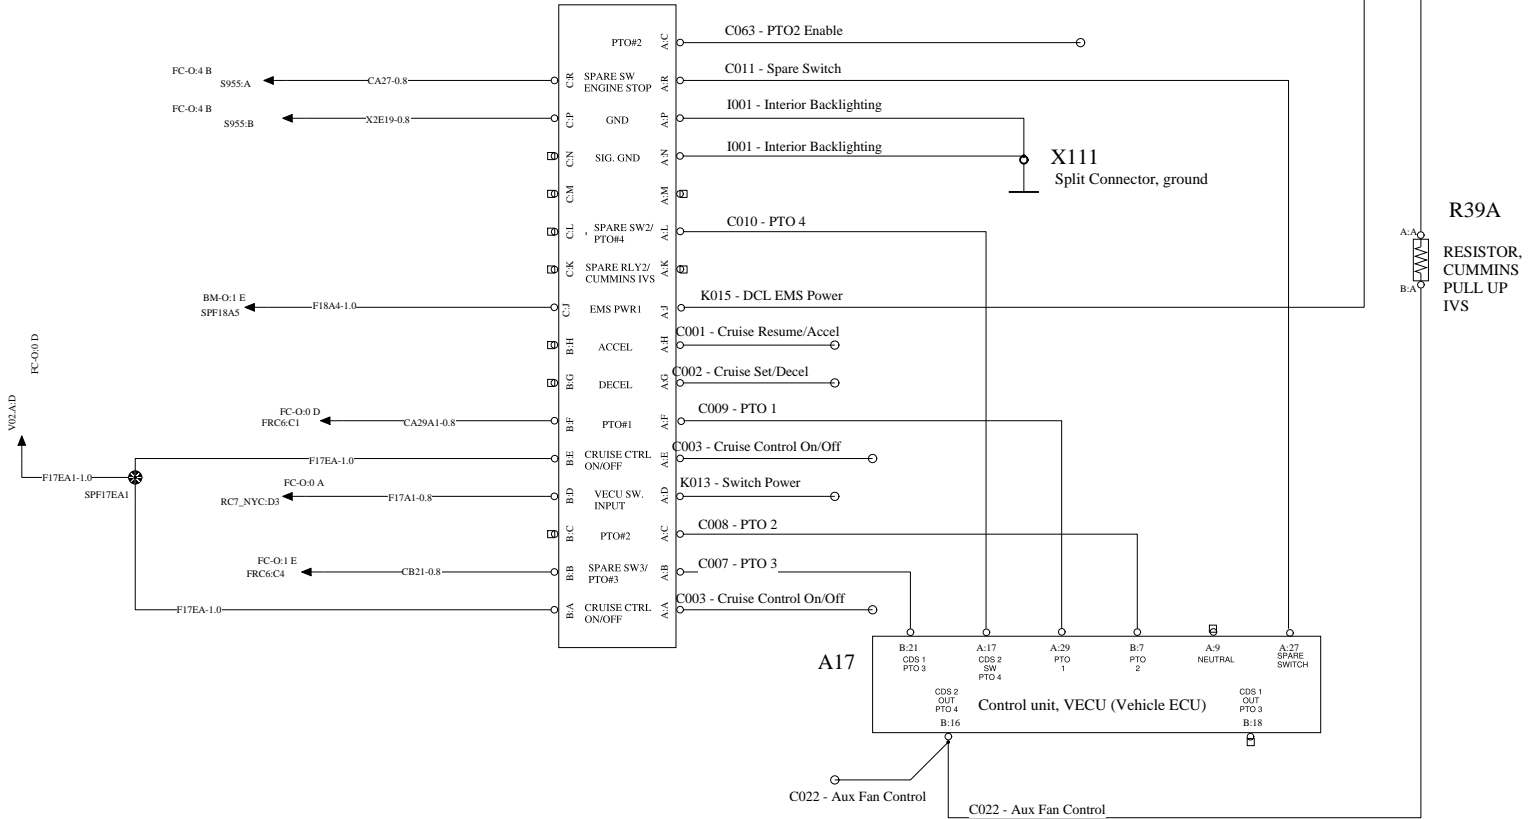 PTO#2
A:C
C063 - PTO2 Enable
FC-O:4 B
S955:A
CA27-0.8
C:R
SPARE SW
ENGINE STOP
A:R
C011 - Spare Switch
FC-O:4 B
S955:B
X2E19-0.8
C:P
GND
A:P
I001 - Interior Backlighting
C:N
SIG. GND
A:N
I001 - Interior Backlighting
X111
Split Connector, ground
C:M
A:M
C:L
' SPARE SW2/
PTO#4
A:L
C010 - PTO 4
R39A
A:A
RESISTOR,
CUMMINS
PULL UP
IVS
B:A
C:K
SPARE RLY2/
CUMMINS IVS
A:K
BM-O:1 E
SPF18A5
F18A4-1.0
C:J
EMS PWR1
A:J
K015 - DCL EMS Power
B:H
ACCEL
A:H
C001 - Cruise Resume/Accel
FC-O:0 D
V02.A:D
B:G
DECEL
A:G
C002 - Cruise Set/Decel
FC-O:0 D
FRC6:C1
CA29A1-0.8
B:F
PTO#1
A:F
C009 - PTO 1
F17EA-1.0
B:E
CRUISE CTRL
ON/OFF
A:E
C003 - Cruise Control On/Off
F17EA1-1.0
SPF17EA1
FC-O:0 A
RC7_NYC:D3
F17A1-0.8
B:D
VECU SW.
INPUT
A:D
K013 - Switch Power
B:C
PTO#2
A:C
C008 - PTO 2
FC-O:1 E
FRC6:C4
CB21-0.8
B:B
SPARE SW3/
PTO#3
A:B
C007 - PTO 3
F17EA-1.0
B:A
CRUISE CTRL
ON/OFF
A:A
C003 - Cruise Control On/Off
A17
B:21
CDS 1
PTO 3
A:17
CDS 2
SW
PTO 4
A:29
PTO
1
B:7
PTO
2
A:9
NEUTRAL
A:27
SPARE
SWITCH
CDS 2
OUT
PTO 4
B:16
Control unit, VECU (Vehicle ECU)
CDS 1
OUT
PTO 3
B:18
C022 - Aux Fan Control
C022 - Aux Fan Control